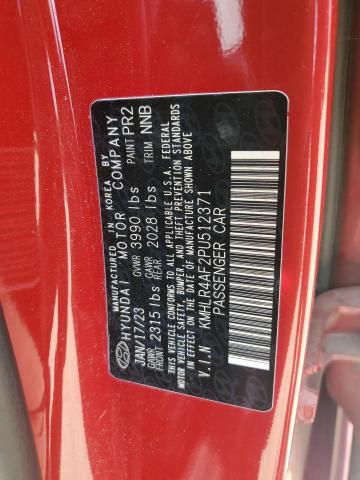 MANUFACTURED IN KOREA BY
HYUNDAI MOTOR COMPANY
JAN/17/23 GVWR 3990 lbs PAINT PR2
GAWR FRONT 2315 lbs GAWR REAR 2028 lbs TRIM NNB
THIS VEHICLE CONFORMS TO ALL APPLICABLE U.S.A. FEDERAL
MOTOR VEHICLE SAFETY, BUMPER, AND THEFT PREVENTION STANDARDS
IN EFFECT ON THE DATE OF MANUFACTURE SHOWN ABOVE
V.I.N KMHLR4AF2PU512371
PASSENGER CAR